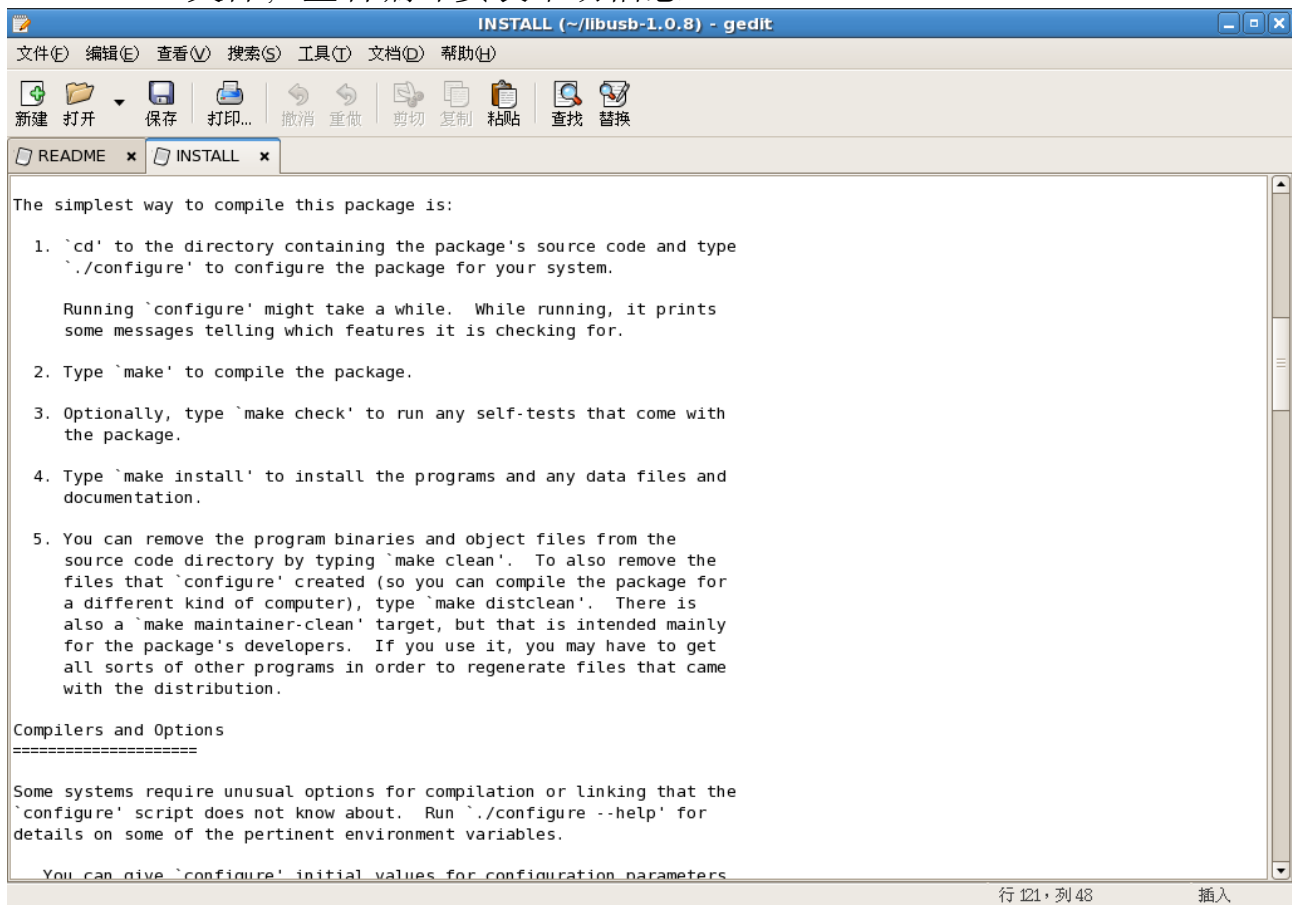 INSTALL (~/libusb-1.0.8) - gedit
文件(F) 编辑(E) 查看(V) 搜索(S) 工具(T) 文档(D) 帮助(H)
新建 打开 保存 打印... 撤消 重做 剪切 复制 粘贴 查找 替换
README INSTALL
The simplest way to compile this package is:
1. `cd' to the directory containing the package's source code and type
`./configure' to configure the package for your system.
Running `configure' might take a while.  While running, it prints
some messages telling which features it is checking for.
2. Type `make' to compile the package.
3. Optionally, type `make check' to run any self-tests that come with
the package.
4. Type `make install' to install the programs and any data files and
documentation.
5. You can remove the program binaries and object files from the
source code directory by typing `make clean'.  To also remove the
files that `configure' created (so you can compile the package for
a different kind of computer), type `make distclean'.  There is
also a `make maintainer-clean' target, but that is intended mainly
for the package's developers.  If you use it, you may have to get
all sorts of other programs in order to regenerate files that came
with the distribution.
Compilers and Options
=====================
Some systems require unusual options for compilation or linking that the
`configure' script does not know about.  Run `./configure --help' for
details on some of the pertinent environment variables.
You can give `configure' initial values for configuration parameters
行 121，列 48 插入